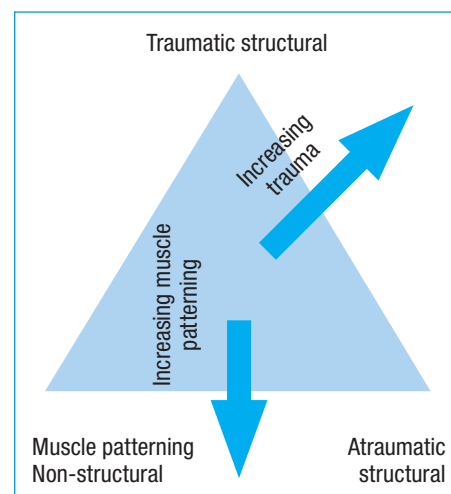 Traumatic structural
Increasing
trauma
Increasing muscle
patterning
Muscle patterning
Non-structural
Atraumatic
structural